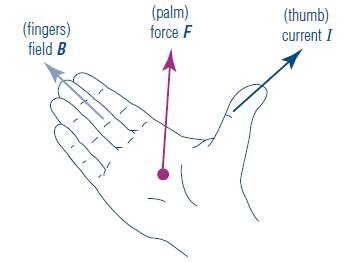 (fingers)
field B
(palm)
force F
(thumb)
current I